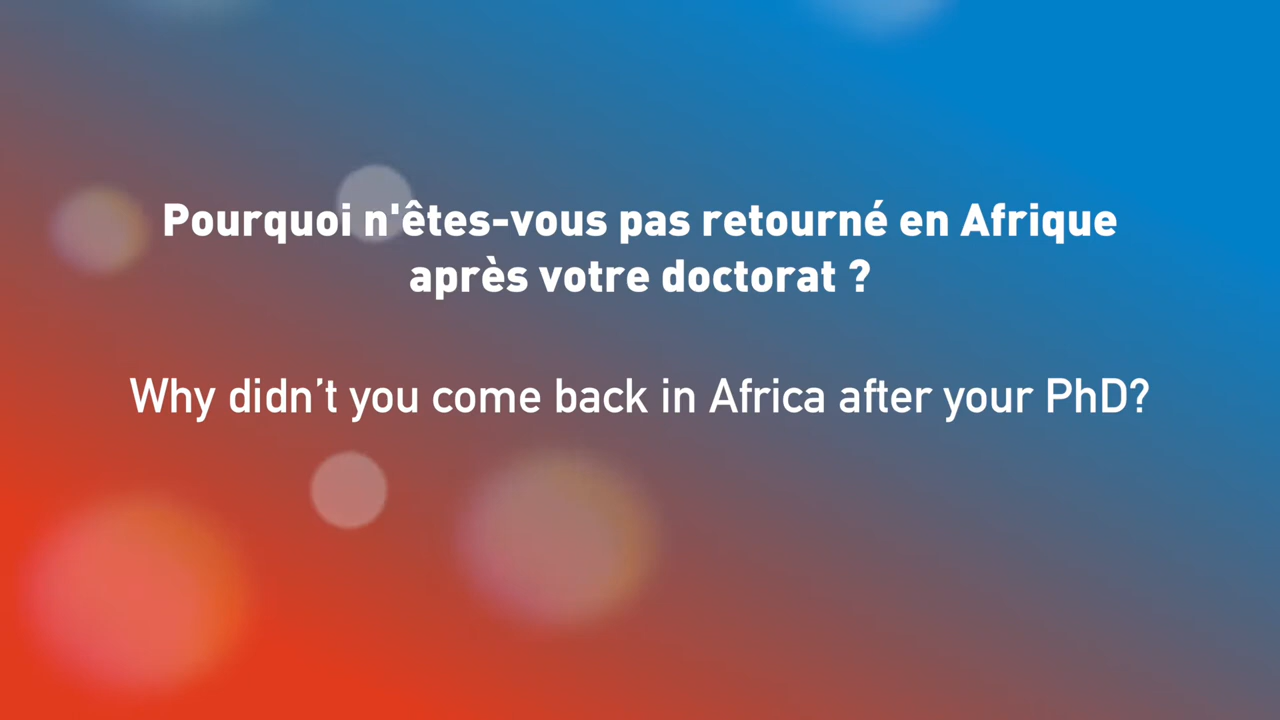 Pourquoi n'êtes-vous pas retourné en Afrique
après votre doctorat ?
Why didn’t you come back in Africa after your PhD?